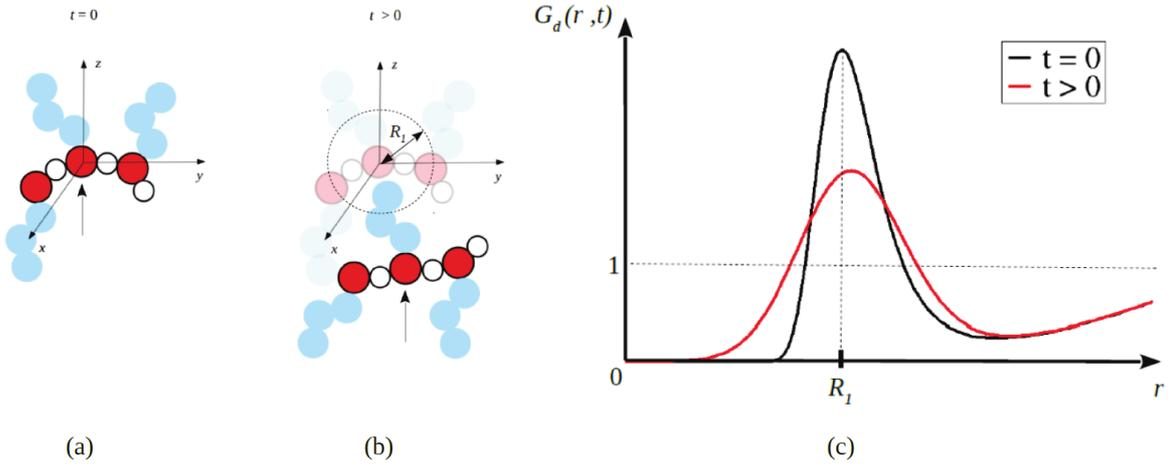 t = 0
z
y
x
(a)
t > 0
z
R1
y
x
(b)
Gd(r ,t)
t = 0
t > 0
1
0
R1
r
(c)